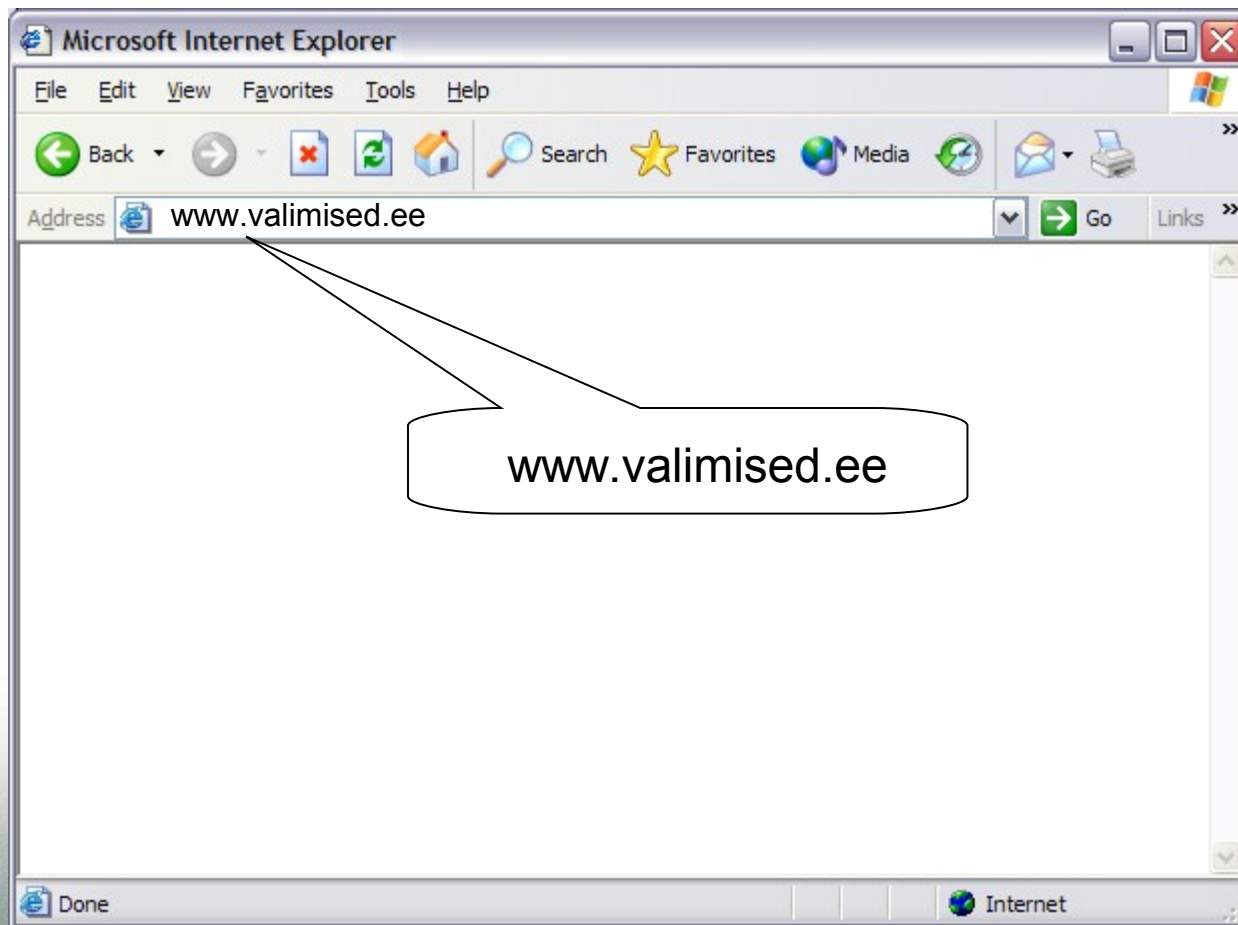 Microsoft Internet Explorer
File Edit View Favorites Tools Help
Back Search Favorites Media
Address www.valimised.ee Go Links »
www.valimised.ee
Done Internet